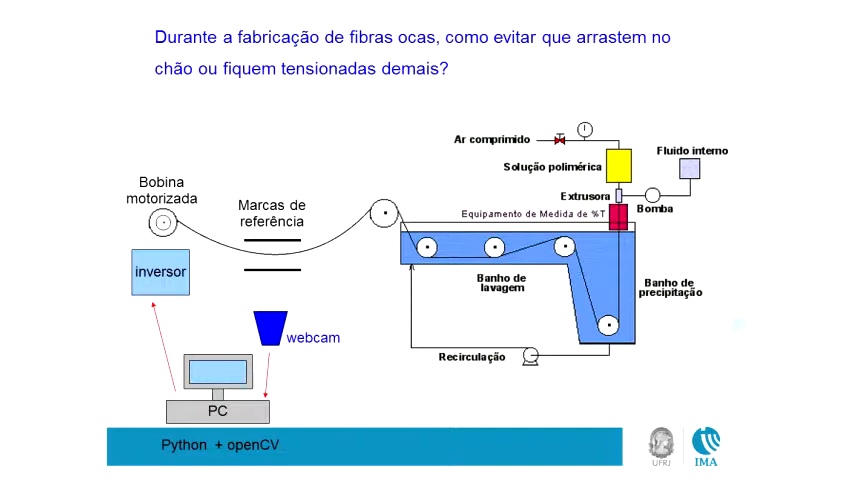 Durante a fabricação de fibras ocas, como evitar que arrastem no
chão ou fiquem tensionadas demais?
Ar comprimido
Fluido interno
Solução polimérica
Extrusora
Bomba
Equipamento de Medida de %T
Bobina
motorizada
Marcas de
referência
inversor
Banho de
lavagem
Banho de
precipitação
webcam
Recirculação
PC
Python + openCV
UFRJ
IMA